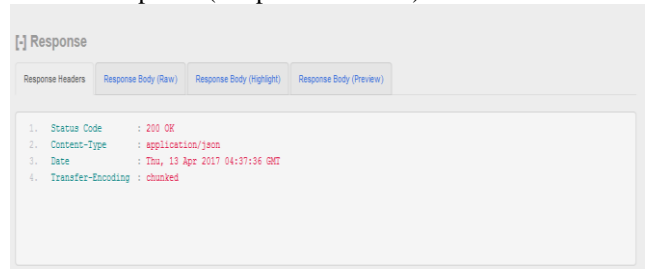 [-] Response
Response Headers Response Body (Raw) Response Body (Highlight) Response Body (Preview)
1. Status Code : 200 OK
2. Content-Type : application/json
3. Date : Thu, 13 Apr 2017 04:37:36 GMT
4. Transfer-Encoding : chunked